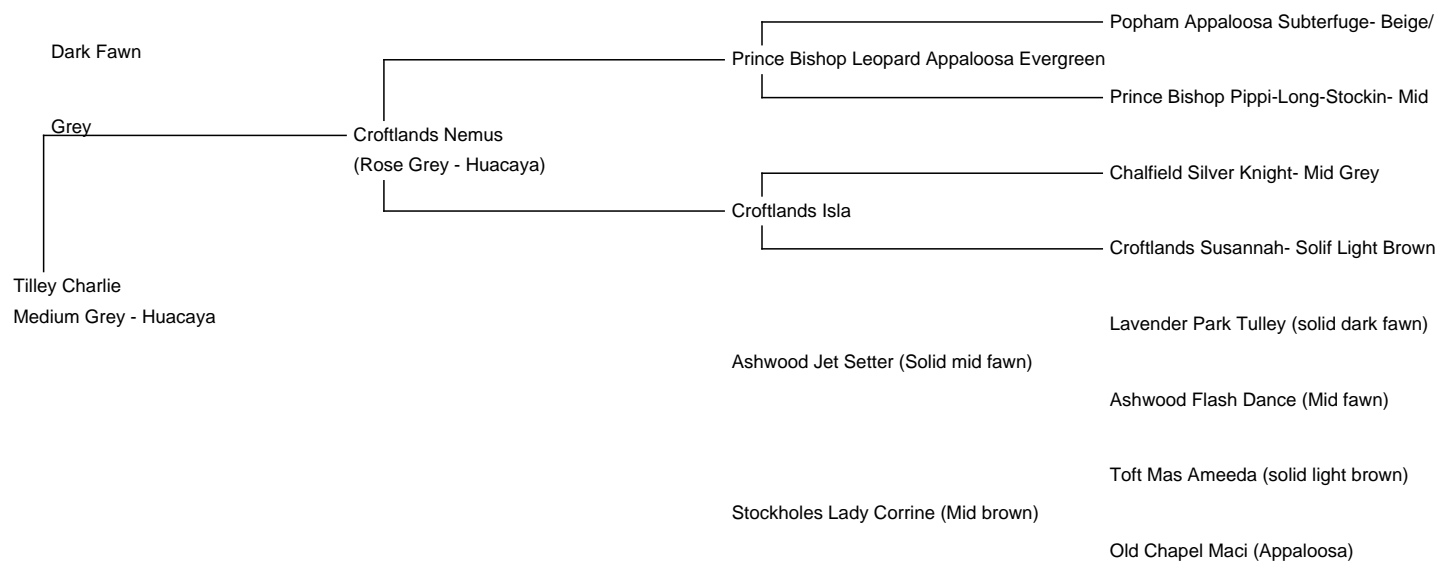 Popham Appaloosa Subterfuge- Beige/
Dark Fawn
Prince Bishop Leopard Appaloosa Evergreen
Prince Bishop Pippi-Long-Stockin- Mid
Grey
Croftlands Nemus
(Rose Grey - Huacaya)
Chalfield Silver Knight- Mid Grey
Croftlands Isla
Croftlands Susannah- Solif Light Brown
Tilley Charlie
Medium Grey - Huacaya
Lavender Park Tulley (solid dark fawn)
Ashwood Jet Setter (Solid mid fawn)
Ashwood Flash Dance (Mid fawn)
Toft Mas Ameeda (solid light brown)
Stockholes Lady Corrine (Mid brown)
Old Chapel Maci (Appaloosa)